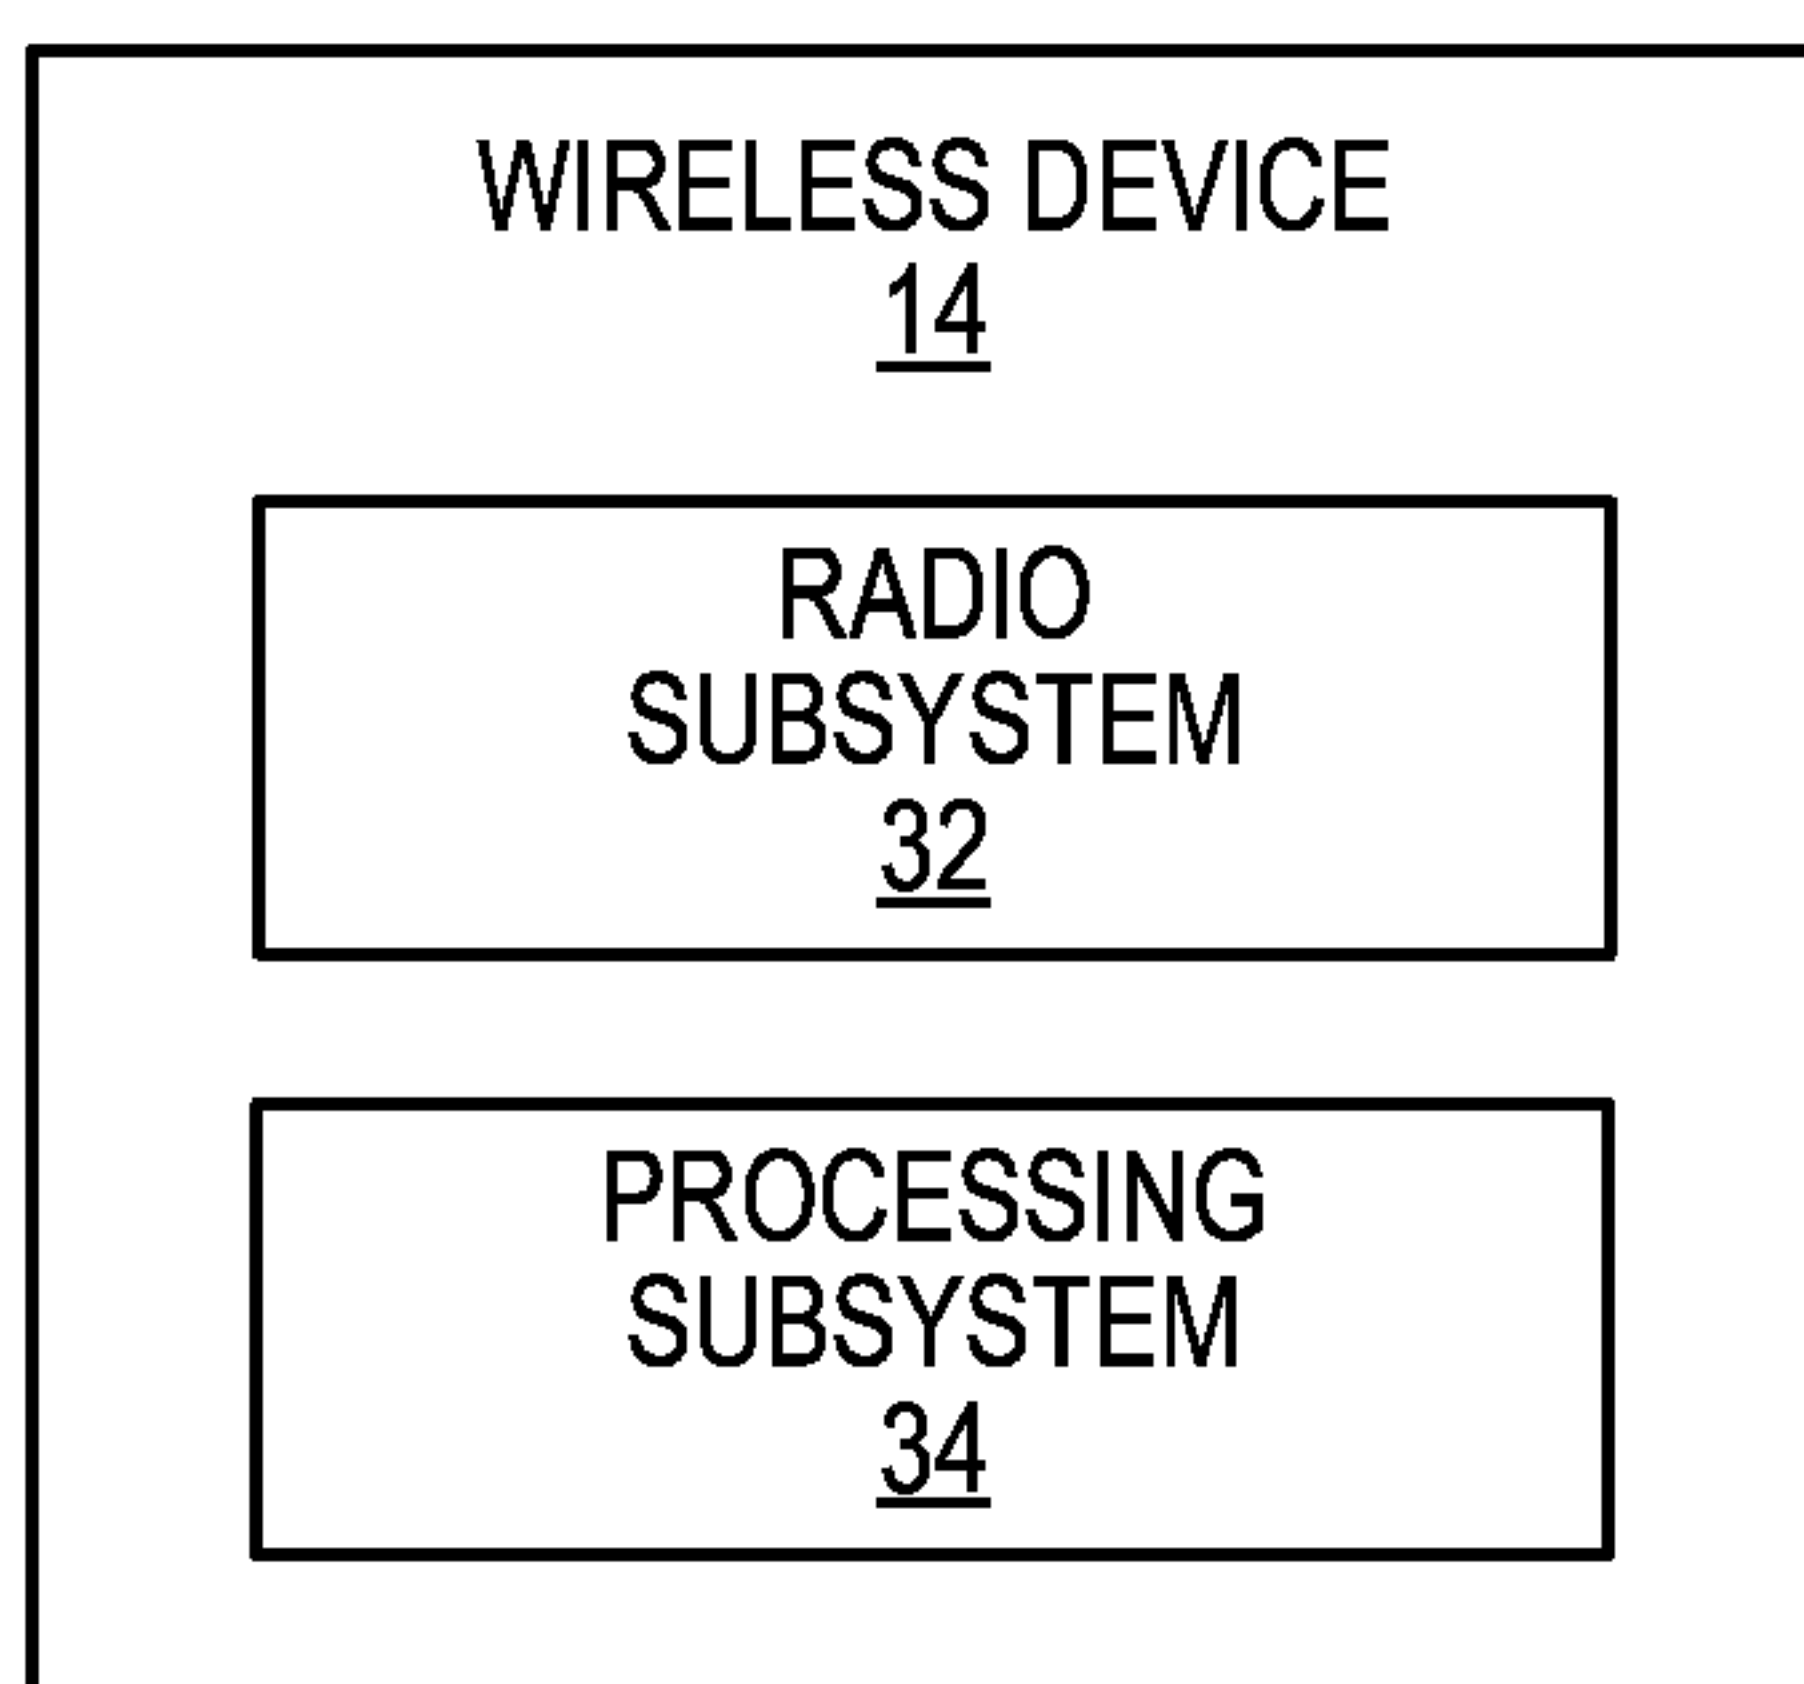 WIRELESS DEVICE
14
RADIO
SUBSYSTEM
32
PROCESSING
SUBSYSTEM
34